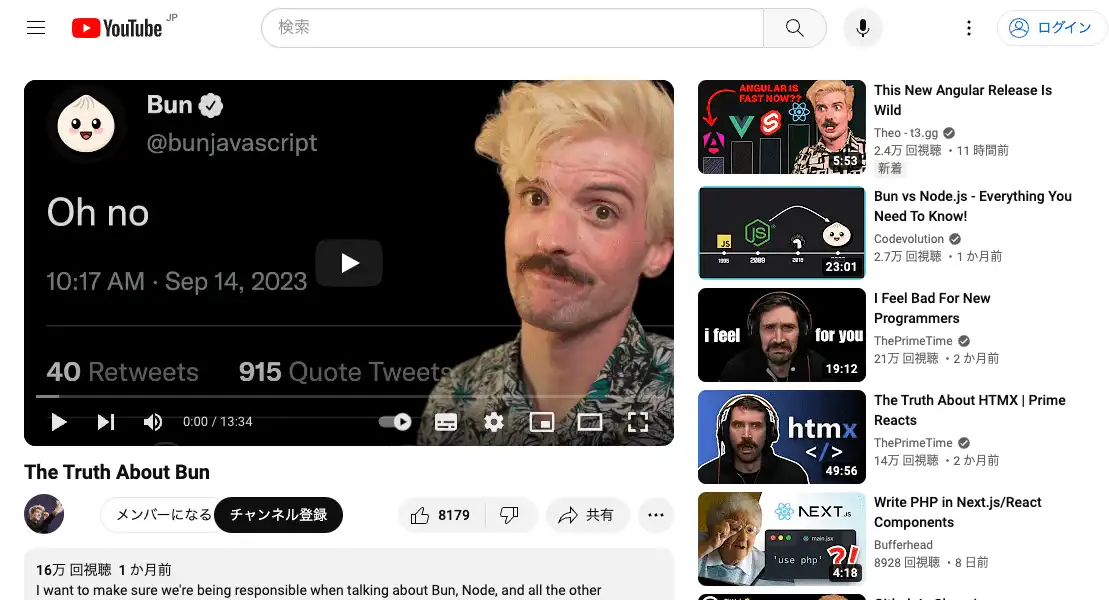 YouTube JP
検索
ログイン
Bun
@bunjavascript
Oh no
10:17 AM · Sep 14, 2023
40 Retweets 915 Quote Tweets
0:00 / 13:34
The Truth About Bun
メンバーになる
チャンネル登録
8179
共有
16万 回視聴 1 か月前
I want to make sure we're being responsible when talking about Bun, Node, and all the other
ANGULAR IS
FAST NOW??
5:53
This New Angular Release Is
Wild
Theo - t3.gg
2.4万 回視聴 ・11 時間前
新着
JS
JS
1995 2009
23:01
Bun vs Node.js - Everything You
Need To Know!
Codevolution
2.7万 回視聴 ・1 か月前
i feel for you
19:12
I Feel Bad For New
Programmers
ThePrimeTime
21万 回視聴 ・2 か月前
htmx
</>
49:56
The Truth About HTMX | Prime
Reacts
ThePrimeTime
14万 回視聴 ・2 か月前
NEXT.JS
main.jsx
'use php'
?!
4:18
Write PHP in Next.js/React
Components
Bufferhead
8928 回視聴 ・8 日前